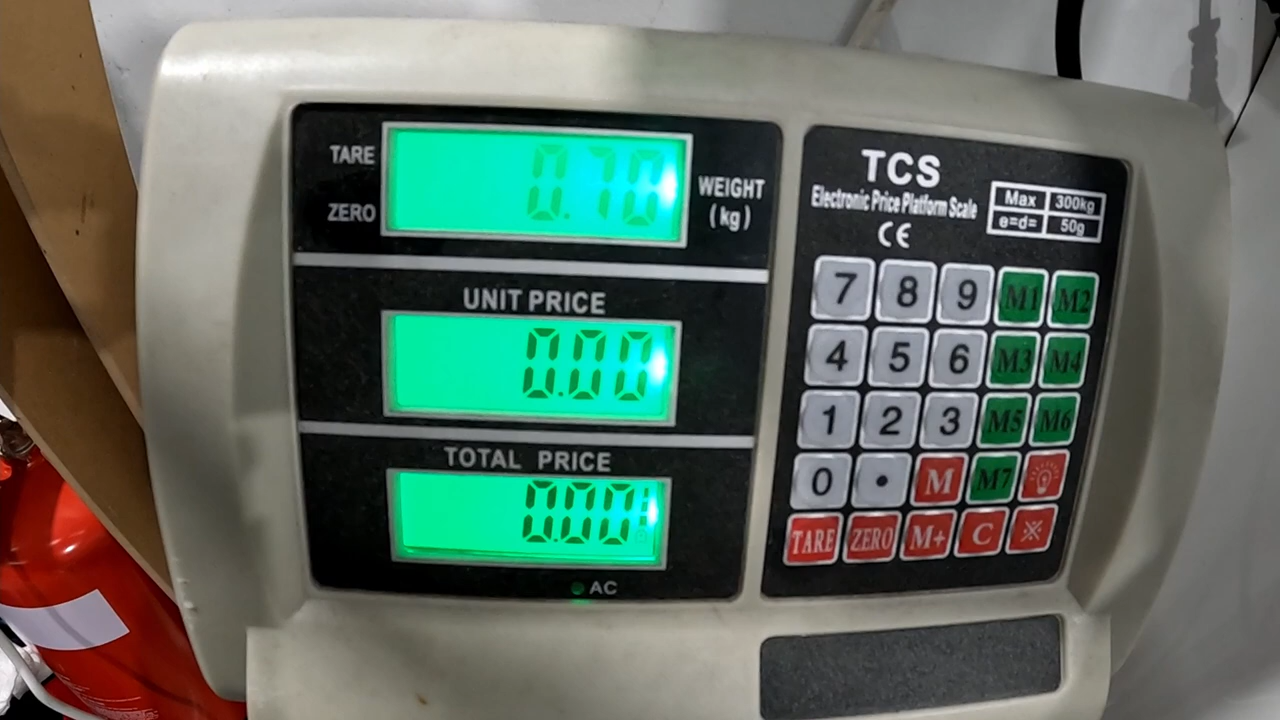 TARE
0.70
WEIGHT
(kg)
ZERO
UNIT PRICE
0.00
TOTAL PRICE
0.00
AC
TCS
Electronic Price Platform Scale
CE
Max 300kg
e=d= 50g
7 8 9 M1 M2
4 5 6 M3 M4
1 2 3 M5 M6
0 • M M7
TARE ZERO M+ C ※